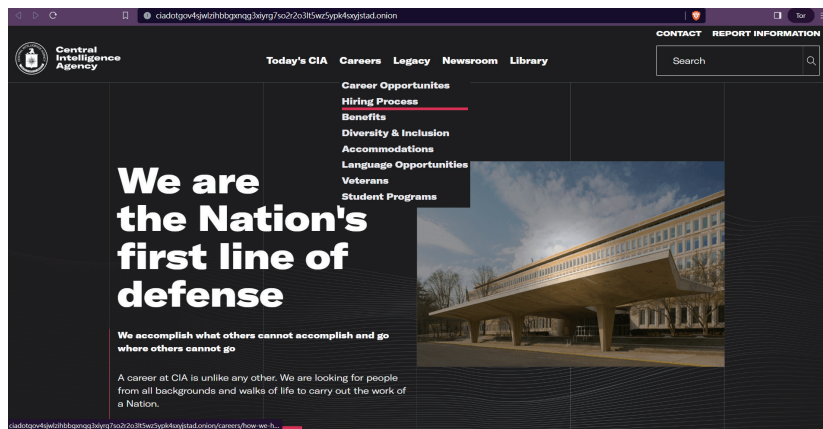 ciadotgov4sjwlzihbbgxnqg3xiyrg7so2r2o3lt5wz5ypk4sxyjstad.onion
Tor
CONTACT REPORT INFORMATION
Central
Intelligence
Agency
Today's CIA Careers Legacy Newsroom Library
Search
Career Opportunites
Hiring Process
Benefits
Diversity & Inclusion
Accommodations
Language Opportunities
Veterans
Student Programs
We are
the Nation's
first line of
defense
We accomplish what others cannot accomplish and go
where others cannot go
A career at CIA is unlike any other. We are looking for people
from all backgrounds and walks of life to carry out the work of
a Nation.
ciadotgov4sjwlzihbbgxnqg3xiyrg7so2r2o3lt5wz5ypk4sxyjstad.onion/careers/how-we-h...